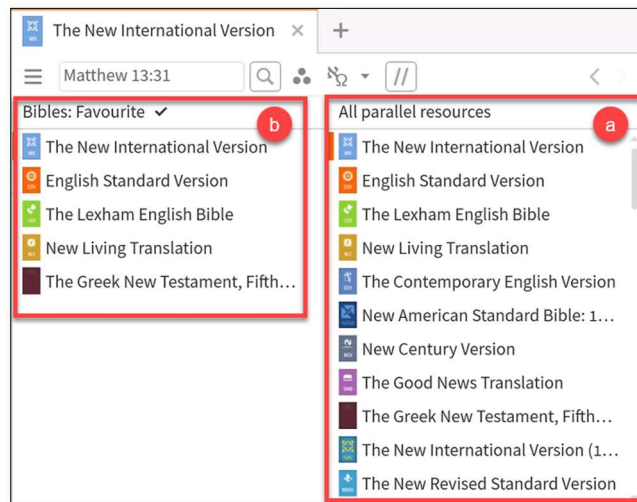 The New International Version
Matthew 13:31
Bibles: Favourite
b
The New International Version
English Standard Version
The Lexham English Bible
New Living Translation
The Greek New Testament, Fifth...
All parallel resources
a
The New International Version
English Standard Version
The Lexham English Bible
New Living Translation
The Contemporary English Version
New American Standard Bible: 1...
New Century Version
The Good News Translation
The Greek New Testament, Fifth...
The New International Version (1...
The New Revised Standard Version